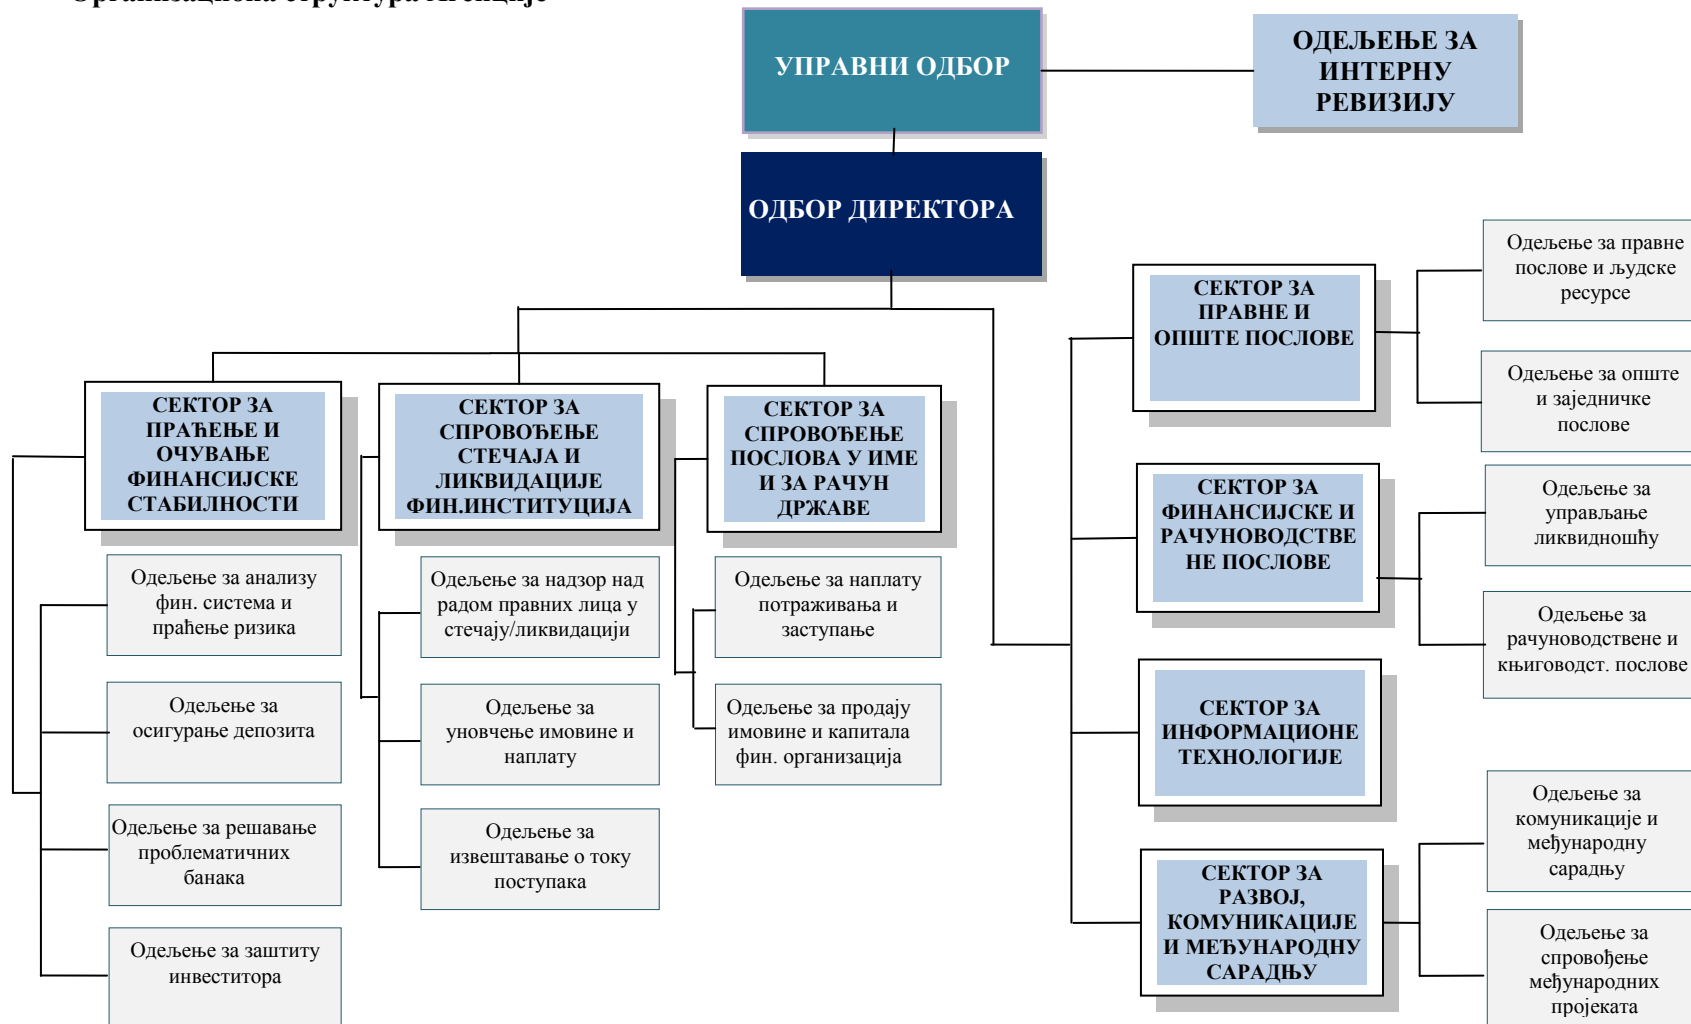 Организациона структура Агенције
УПРАВНИ ОДБОР
ОДЕЉЕЊЕ ЗА
ИНТЕРНУ
РЕВИЗИЈУ
ОДБОР ДИРЕКТОРА
СЕКТОР ЗА
ПРАЋЕЊЕ И
ОЧУВАЊЕ
ФИНАНСИЈСКЕ
СТАБИЛНОСТИ
Одељење за анализу
фин. система и
праћење ризика
Одељење за
осигурање депозита
Одељење за решавање
проблематичних
банака
Одељење за заштиту
инвеститора
СЕКТОР ЗА
СПРОВОЂЕЊЕ
СТЕЧАЈА И
ЛИКВИДАЦИЈЕ
ФИН.ИНСТИТУЦИЈА
Одељење за надзор над
радом правних лица у
стечају/ликвидацији
Одељење за
уновчење имовине и
наплату
Одељење за
извештавање о току
поступака
СЕКТОР ЗА
СПРОВОЂЕЊЕ
ПОСЛОВА У ИМЕ
И ЗА РАЧУН
ДРЖАВЕ
Одељење за наплату
потраживања и
заступање
Одељење за продају
имовине и капитала
фин. организација
СЕКТОР ЗА
ПРАВНЕ И
ОПШТЕ ПОСЛОВЕ
Одељење за правне
послове и људске
ресурсе
Одељење за опште
и заједничке
послове
СЕКТОР ЗА
ФИНАНСИЈСКЕ И
РАЧУНОВОДСТВЕ
НЕ ПОСЛОВЕ
Одељење за
управљање
ликвидношћу
Одељење за
рачуноводствене и
књиговодст. послове
СЕКТОР ЗА
ИНФОРМАЦИОНЕ
ТЕХНОЛОГИЈЕ
СЕКТОР ЗА
РАЗВОЈ,
КОМУНИКАЦИЈЕ
И МЕЂУНАРОДНУ
САРАДЊУ
Одељење за
комуникације и
међународну
сарадњу
Одељење за
спровођење
међународних
пројеката